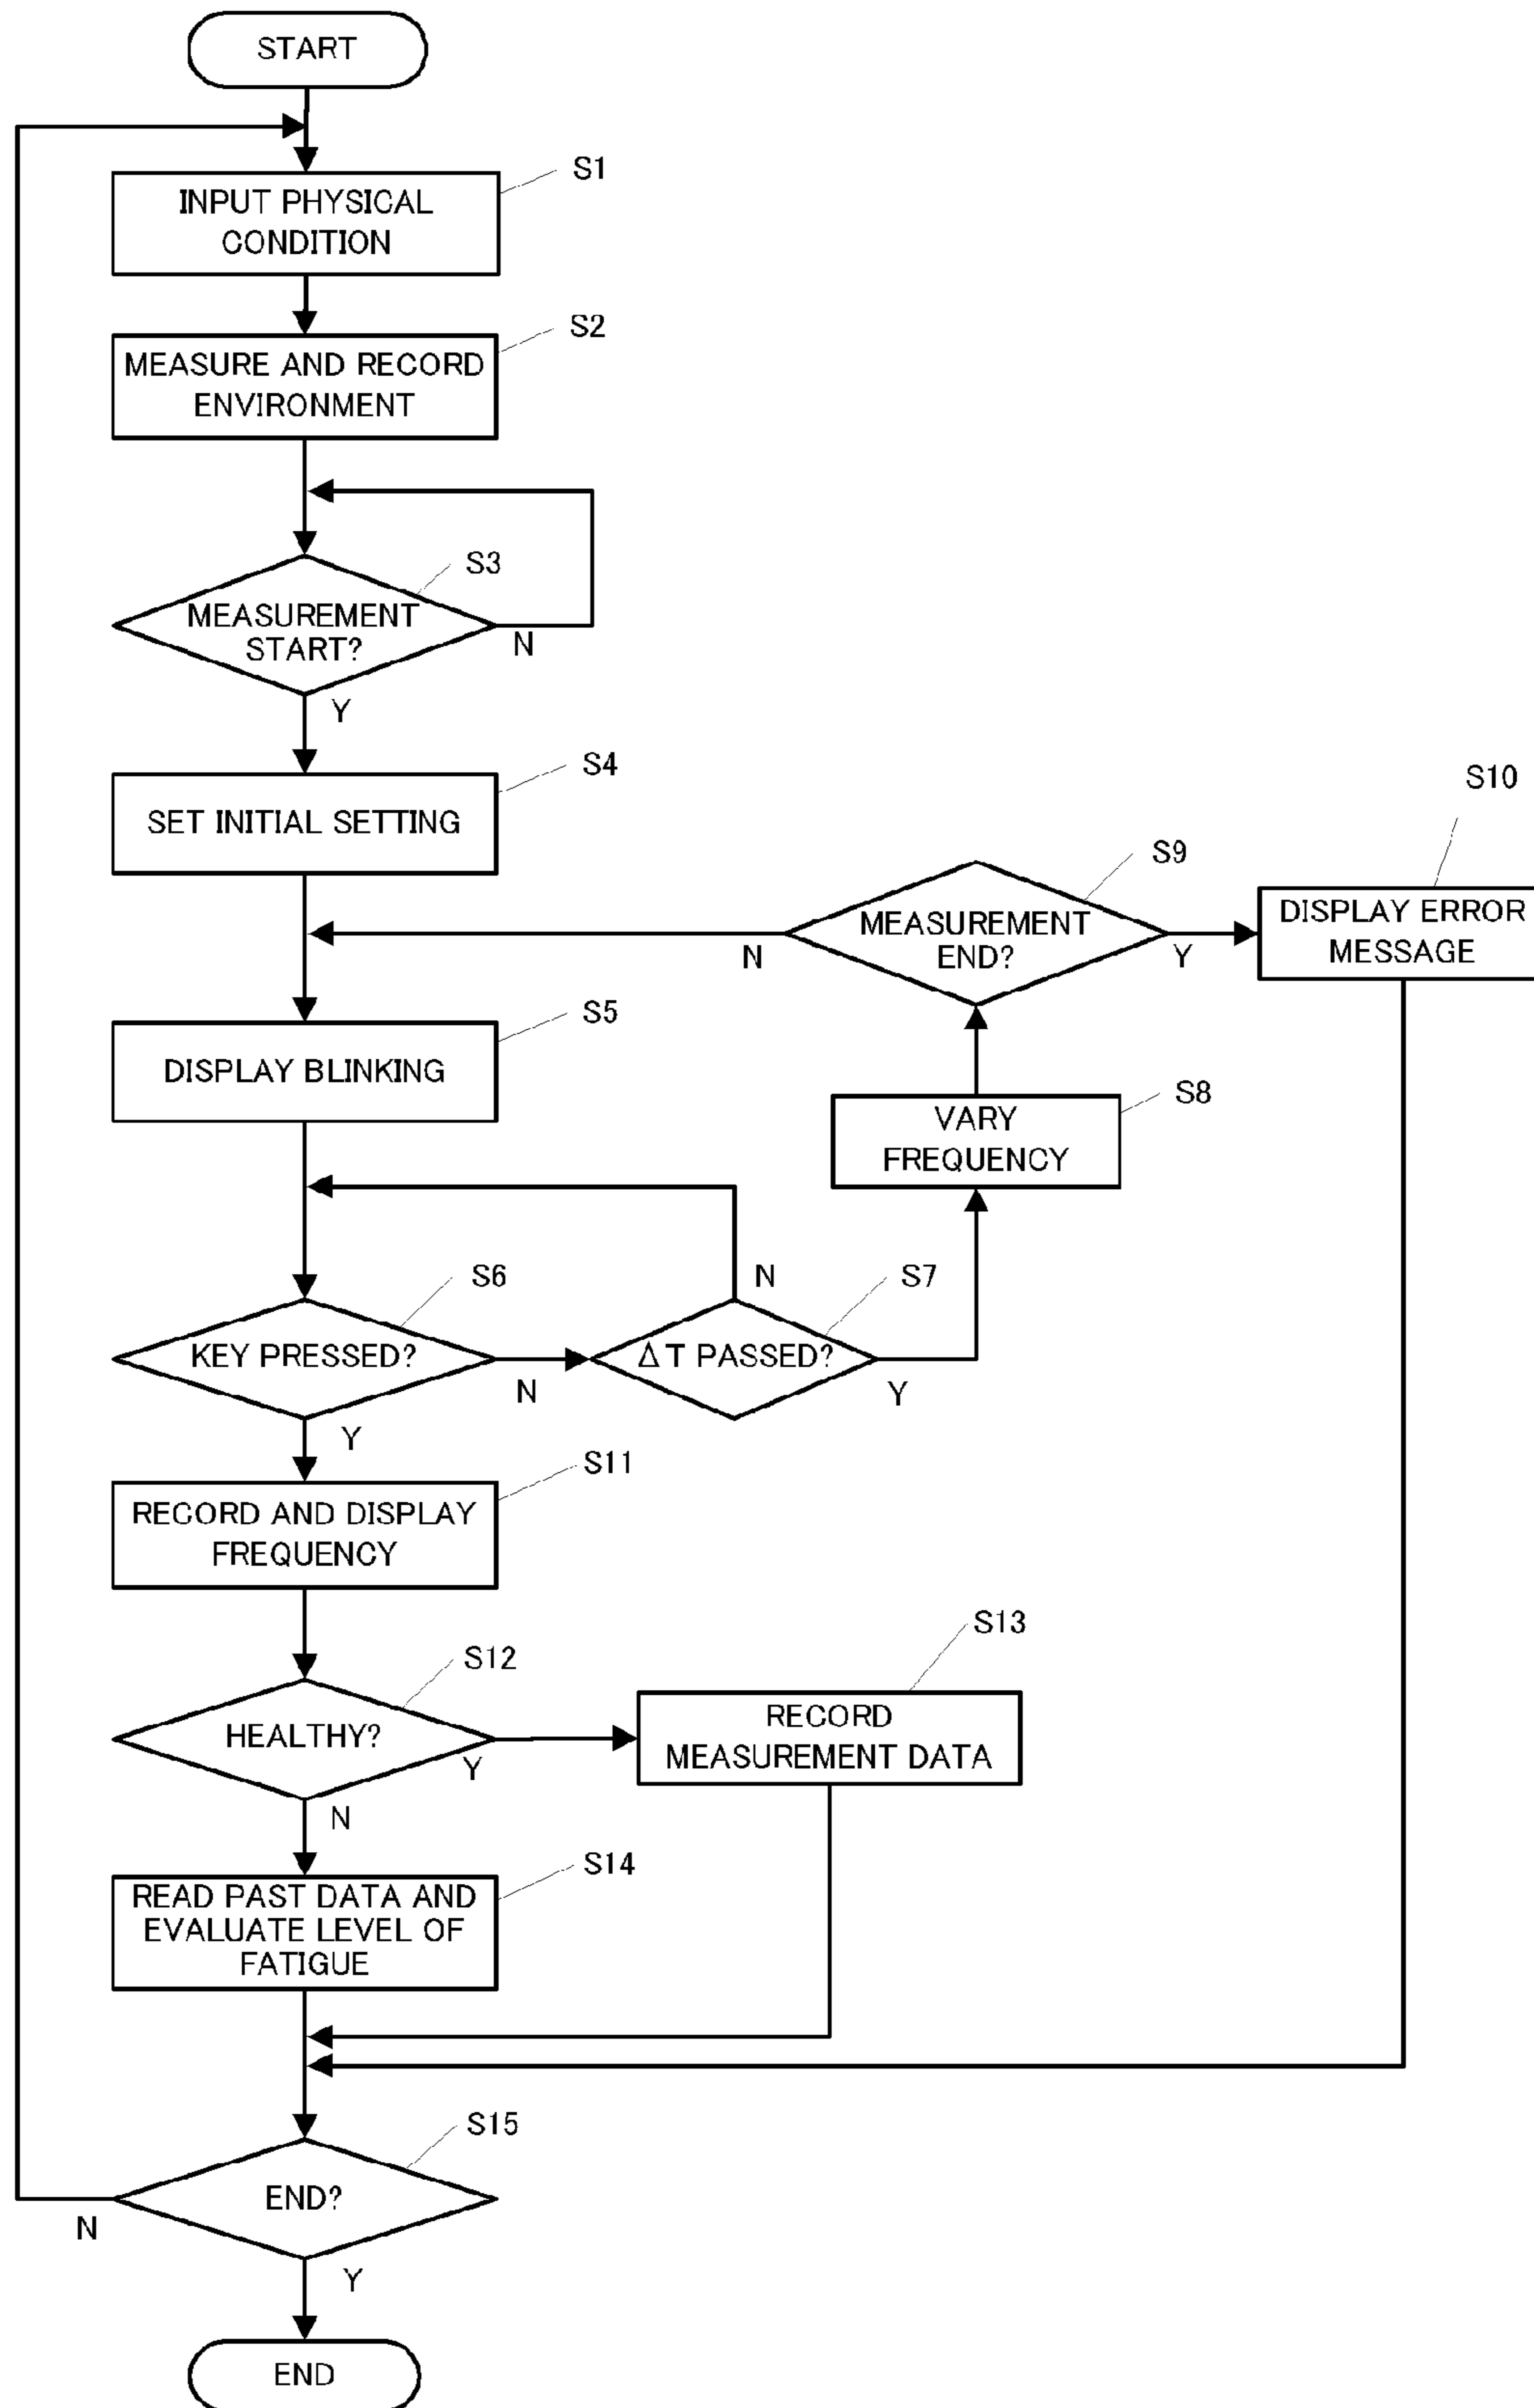 START
S1
INPUT PHYSICAL
CONDITION
S2
MEASURE AND RECORD
ENVIRONMENT
S3
MEASUREMENT
START?
N
Y
S4
SET INITIAL SETTING
S10
S9
MEASUREMENT
END?
N
Y
DISPLAY ERROR
MESSAGE
S5
DISPLAY BLINKING
S8
VARY
FREQUENCY
S6
KEY PRESSED?
N
Y
S7
N
ΔT PASSED?
Y
S11
RECORD AND DISPLAY
FREQUENCY
S12
HEALTHY?
Y
N
S13
RECORD
MEASUREMENT DATA
S14
READ PAST DATA AND
EVALUATE LEVEL OF
FATIGUE
S15
END?
N
Y
END